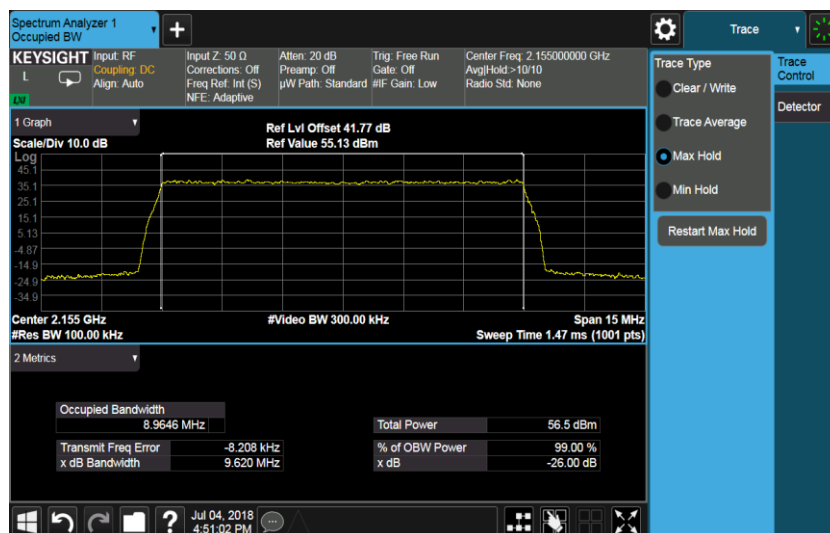 Spectrum Analyzer 1
Occupied BW
+
Trace
KEYSIGHT
L
LXI
Input: RF
Coupling: DC
Align: Auto
Input Z: 50 Ω
Corrections: Off
Freq Ref: Int (S)
NFE: Adaptive
Atten: 20 dB
Preamp: Off
µW Path: Standard
Trig: Free Run
Gate: Off
#IF Gain: Low
Center Freq: 2.155000000 GHz
Avg|Hold:>10/10
Radio Std: None
1 Graph
Scale/Div 10.0 dB
Ref Lvl Offset 41.77 dB
Ref Value 55.13 dBm
Log
45.1
35.1
25.1
15.1
5.13
-4.87
-14.9
-24.9
-34.9
Center 2.155 GHz
#Res BW 100.00 kHz
#Video BW 300.00 kHz
Span 15 MHz
Sweep Time 1.47 ms (1001 pts)
2 Metrics
Occupied Bandwidth
8.9646 MHz
Total Power 56.5 dBm
Transmit Freq Error -8.208 kHz
% of OBW Power 99.00 %
x dB Bandwidth 9.620 MHz
x dB -26.00 dB
?
Jul 04, 2018
4:51:02 PM
Trace Type
Clear / Write
Trace Average
Max Hold
Min Hold
Restart Max Hold
Trace
Control
Detector